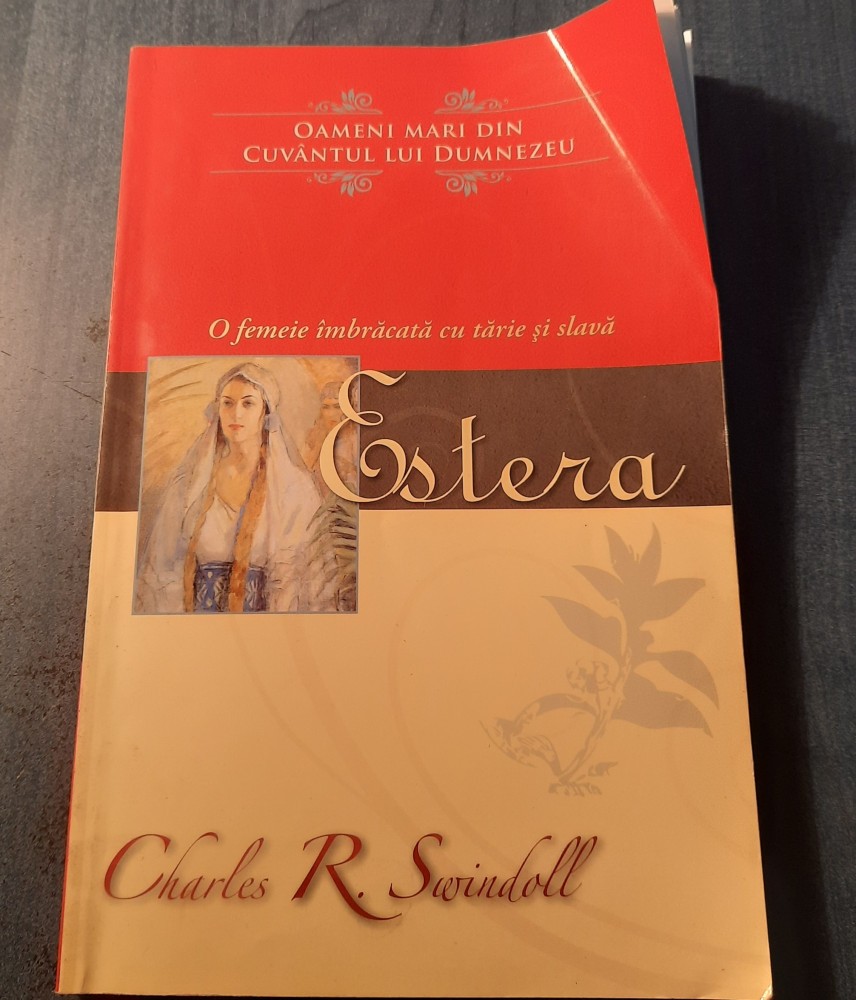 OAMENI MARI DIN
CUVÂNTUL LUI DUMNEZEU
O femeie îmbrăcată cu tărie şi slavă
Estera
Charles R. Swindoll